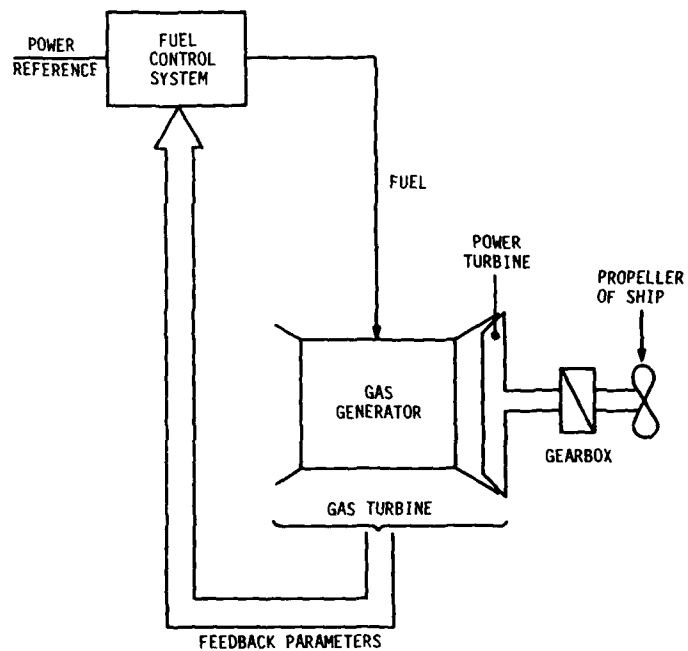 POWER
REFERENCE
FUEL
CONTROL
SYSTEM
FUEL
POWER
TURBINE
PROPELLER
OF SHIP
GAS
GENERATOR
GEARBOX
GAS TURBINE
FEEDBACK PARAMETERS